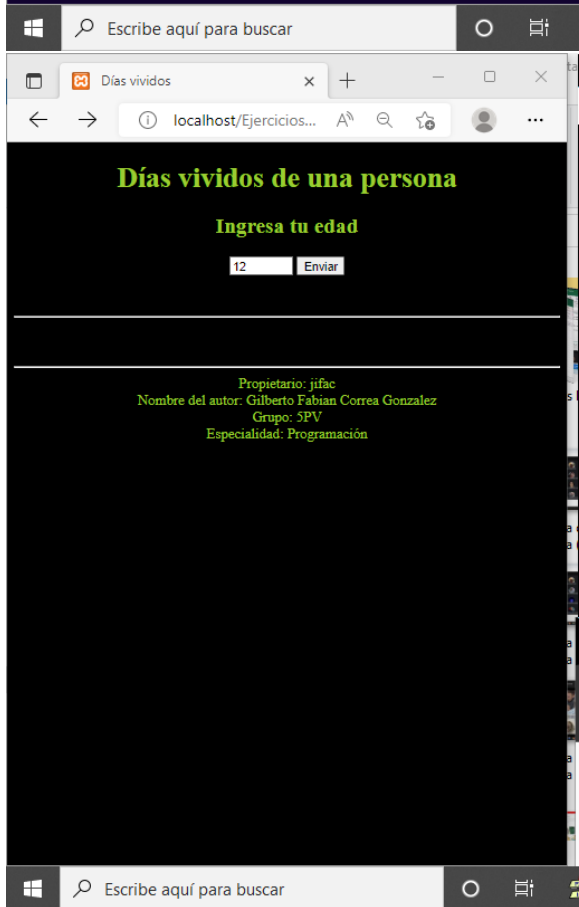 Escribe aquí para buscar
Días vividos
localhost/Ejercicios...
Días vividos de una persona
Ingresa tu edad
12 Enviar
Propietario: jifac
Nombre del autor: Gilberto Fabian Correa Gonzalez
Grupo: 5PV
Especialidad: Programación
Escribe aquí para buscar